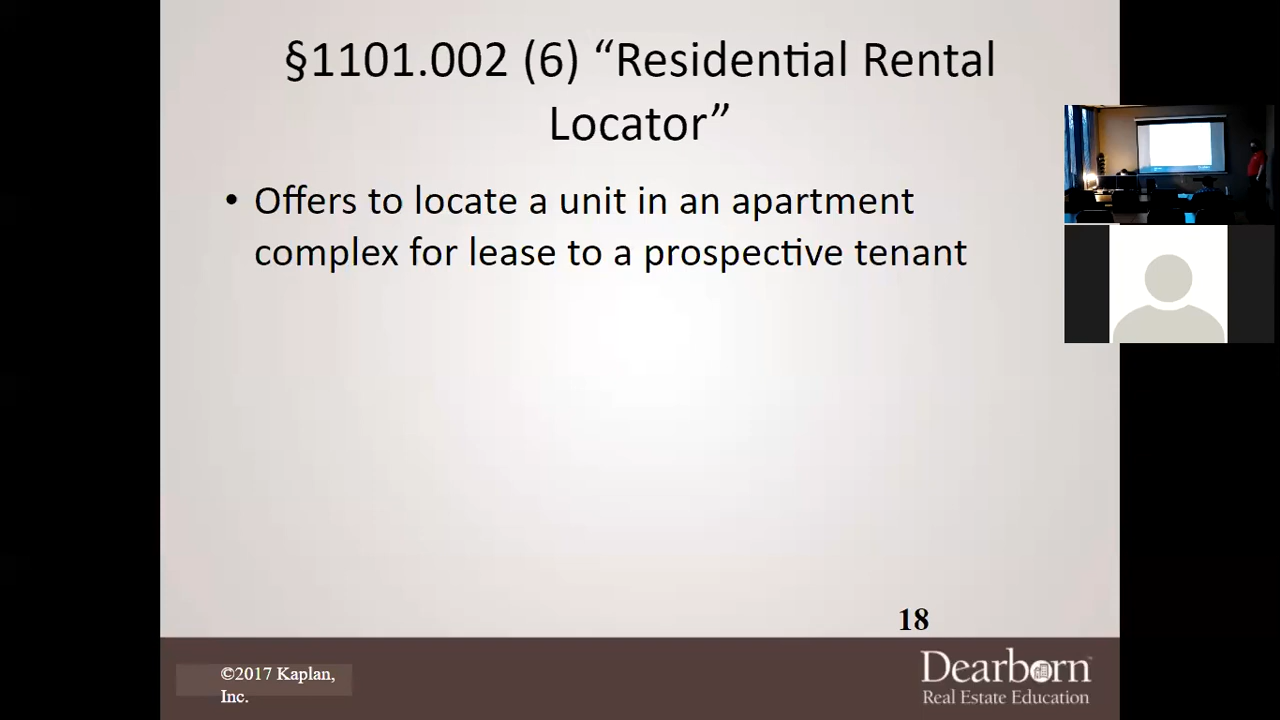 §1101.002 (6) “Residential Rental
Locator”
• Offers to locate a unit in an apartment
complex for lease to a prospective tenant
18
©2017 Kaplan,
Inc.
Dearborn
Real Estate Education